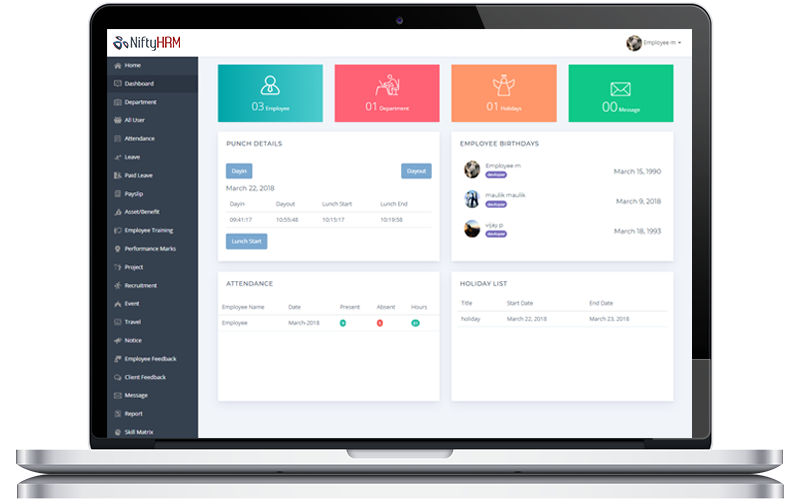 NiftyHRM
Employee m
Home
Dashboard
Department
All User
Attendance
Leave
Paid Leave
Payslip
Asset/Benefit
Employee Training
Performance Marks
Project
Recruitment
Event
Travel
Notice
Employee Feedback
Client Feedback
Message
Report
Skill Matrix
03 Employee
01 Department
01 Holidays
00 Message
PUNCH DETAILS
Dayin Dayout
March 22, 2018
Dayin Dayout Lunch Start Lunch End
09:41:17 10:55:48 10:15:17 10:19:58
Lunch Start
EMPLOYEE BIRTHDAYS
Employee m
developer
March 15, 1990
maulik maulik
developer
March 9, 2018
vijay p
developer
March 18, 1993
ATTENDANCE
Employee Name Date Present Absent Hours
Employee March-2018
HOLIDAY LIST
Title Start Date End Date
holiday March 22, 2018 March 23, 2018